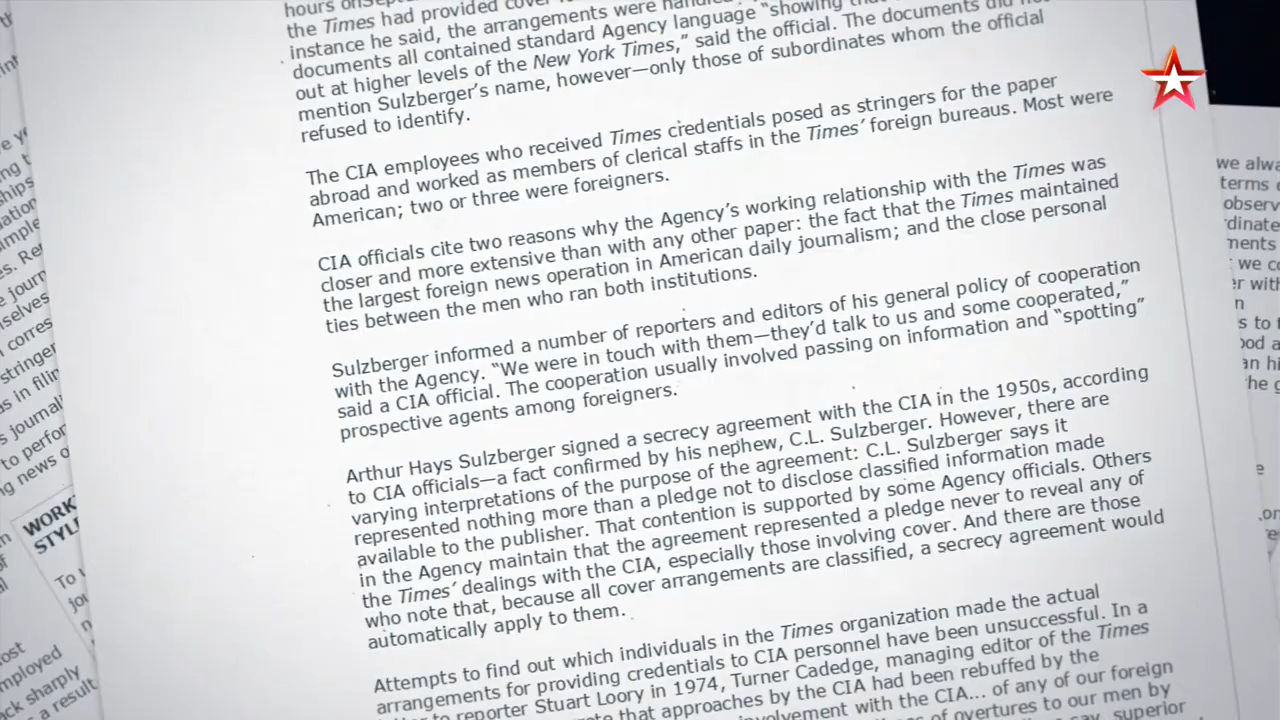 the Times had provided cover
instance he said, the arrangements were
documents all contained standard Agency language “showing
out at higher levels of the New York Times,” said the official. The documents did
mention Sulzberger’s name, however—only those of subordinates whom the official
refused to identify.
The CIA employees who received Times credentials posed as stringers for the paper
abroad and worked as members of clerical staffs in the Times’ foreign bureaus. Most were
American; two or three were foreigners.
CIA officials cite two reasons why the Agency’s working relationship with the Times was
closer and more extensive than with any other paper: the fact that the Times maintained
the largest foreign news operation in American daily journalism; and the close personal
ties between the men who ran both institutions.
Sulzberger informed a number of reporters and editors of his general policy of cooperation
with the Agency. “We were in touch with them—they’d talk to us and some cooperated,”
said a CIA official. The cooperation usually involved passing on information and “spotting”
prospective agents among foreigners.
Arthur Hays Sulzberger signed a secrecy agreement with the CIA in the 1950s, according
to CIA officials—a fact confirmed by his nephew, C.L. Sulzberger. However, there are
varying interpretations of the purpose of the agreement: C.L. Sulzberger says it
represented nothing more than a pledge not to disclose classified information made
available to the publisher. That contention is supported by some Agency officials. Others
in the Agency maintain that the agreement represented a pledge never to reveal any of
the Times’ dealings with the CIA, especially those involving cover. And there are those
who note that, because all cover arrangements are classified, a secrecy agreement would
automatically apply to them.
Attempts to find out which individuals in the Times organization made the actual
arrangements for providing credentials to CIA personnel have been unsuccessful. In a
to reporter Stuart Loory in 1974, Turner Cadedge, managing editor of the Times
that approaches by the CIA had been rebuffed by the
involvement with the CIA... of any of our foreign
of overtures to our men by
superior
WORK
STYL